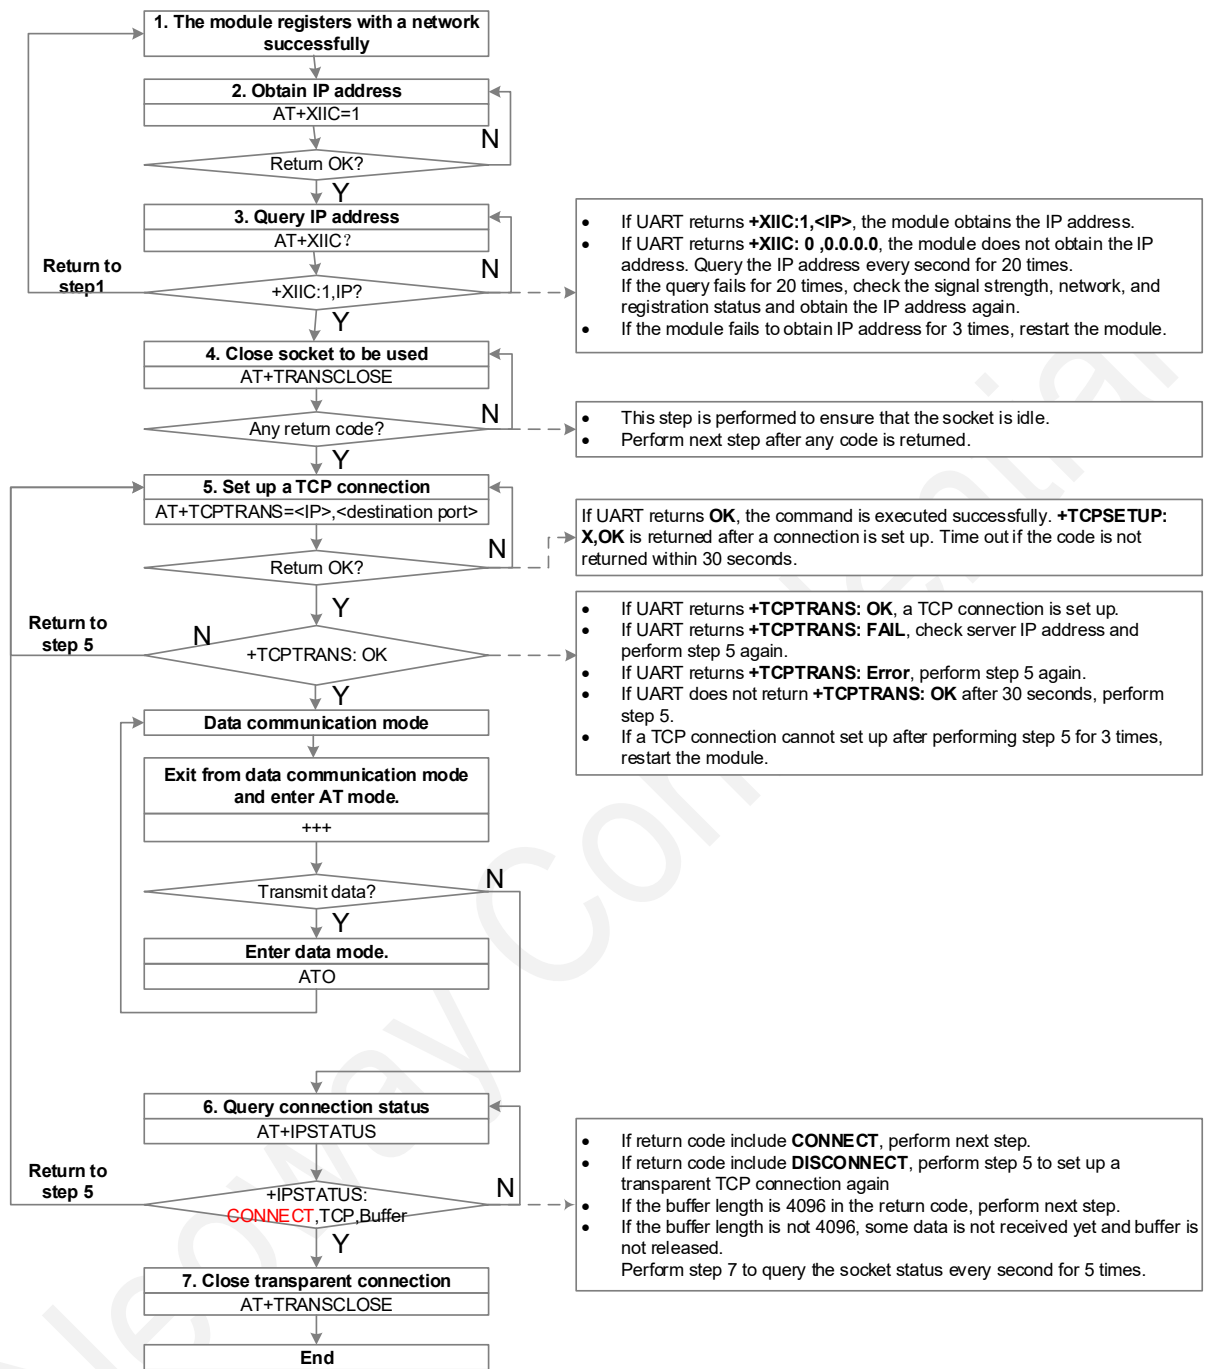 1. The module registers with a network
successfully
2. Obtain IP address
AT+XIIC=1
N
Return OK?
Y
3. Query IP address
AT+XIIC?
N
Return to
step1
+XIIC:1,IP?
Y
• If UART returns +XIIC:1,<IP>, the module obtains the IP address.
• If UART returns +XIIC: 0 ,0.0.0.0, the module does not obtain the IP
address. Query the IP address every second for 20 times.
If the query fails for 20 times, check the signal strength, network, and
registration status and obtain the IP address again.
• If the module fails to obtain IP address for 3 times, restart the module.
4. Close socket to be used
AT+TRANSCLOSE
N
Any return code?
Y
• This step is performed to ensure that the socket is idle.
• Perform next step after any code is returned.
5. Set up a TCP connection
AT+TCPTRANS=<IP>,<destination port>
N
Return OK?
Y
If UART returns OK, the command is executed successfully. +TCPSETUP:
X,OK is returned after a connection is set up. Time out if the code is not
returned within 30 seconds.
Return to
step 5
N
+TCPTRANS: OK
Y
• If UART returns +TCPTRANS: OK, a TCP connection is set up.
• If UART returns +TCPTRANS: FAIL, check server IP address and
perform step 5 again.
• If UART returns +TCPTRANS: Error, perform step 5 again.
• If UART does not return +TCPTRANS: OK after 30 seconds, perform
step 5.
• If a TCP connection cannot set up after performing step 5 for 3 times,
restart the module.
Data communication mode
Exit from data communication mode
and enter AT mode.
+++
N
Transmit data?
Y
Enter data mode.
ATO
6. Query connection status
AT+IPSTATUS
Return to
step 5
N
+IPSTATUS:
CONNECT,TCP,Buffer
Y
• If return code include CONNECT, perform next step.
• If return code include DISCONNECT, perform step 5 to set up a
transparent TCP connection again
• If the buffer length is 4096 in the return code, perform next step.
• If the buffer length is not 4096, some data is not received yet and buffer is
not released.
Perform step 7 to query the socket status every second for 5 times.
7. Close transparent connection
AT+TRANSCLOSE
End
Neoway Confidential